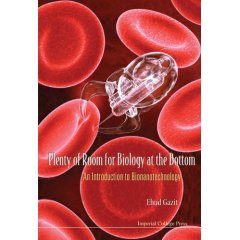 Plenty of Room for Biology at the Bottom
An Introduction to Bionanotechnology
Ehud Gazit
Imperial College Press